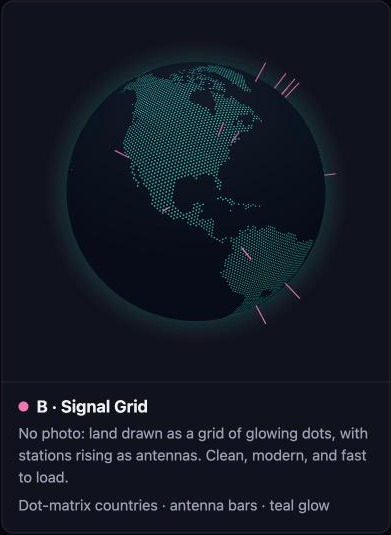 B · Signal Grid
No photo: land drawn as a grid of glowing dots, with
stations rising as antennas. Clean, modern, and fast
to load.
Dot-matrix countries · antenna bars · teal glow